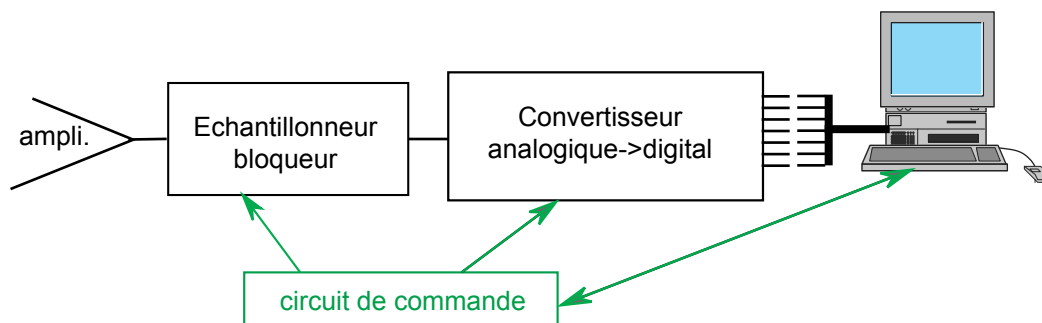 ampli.
Echantillonneur
bloqueur
Convertisseur
analogique->digital
circuit de commande